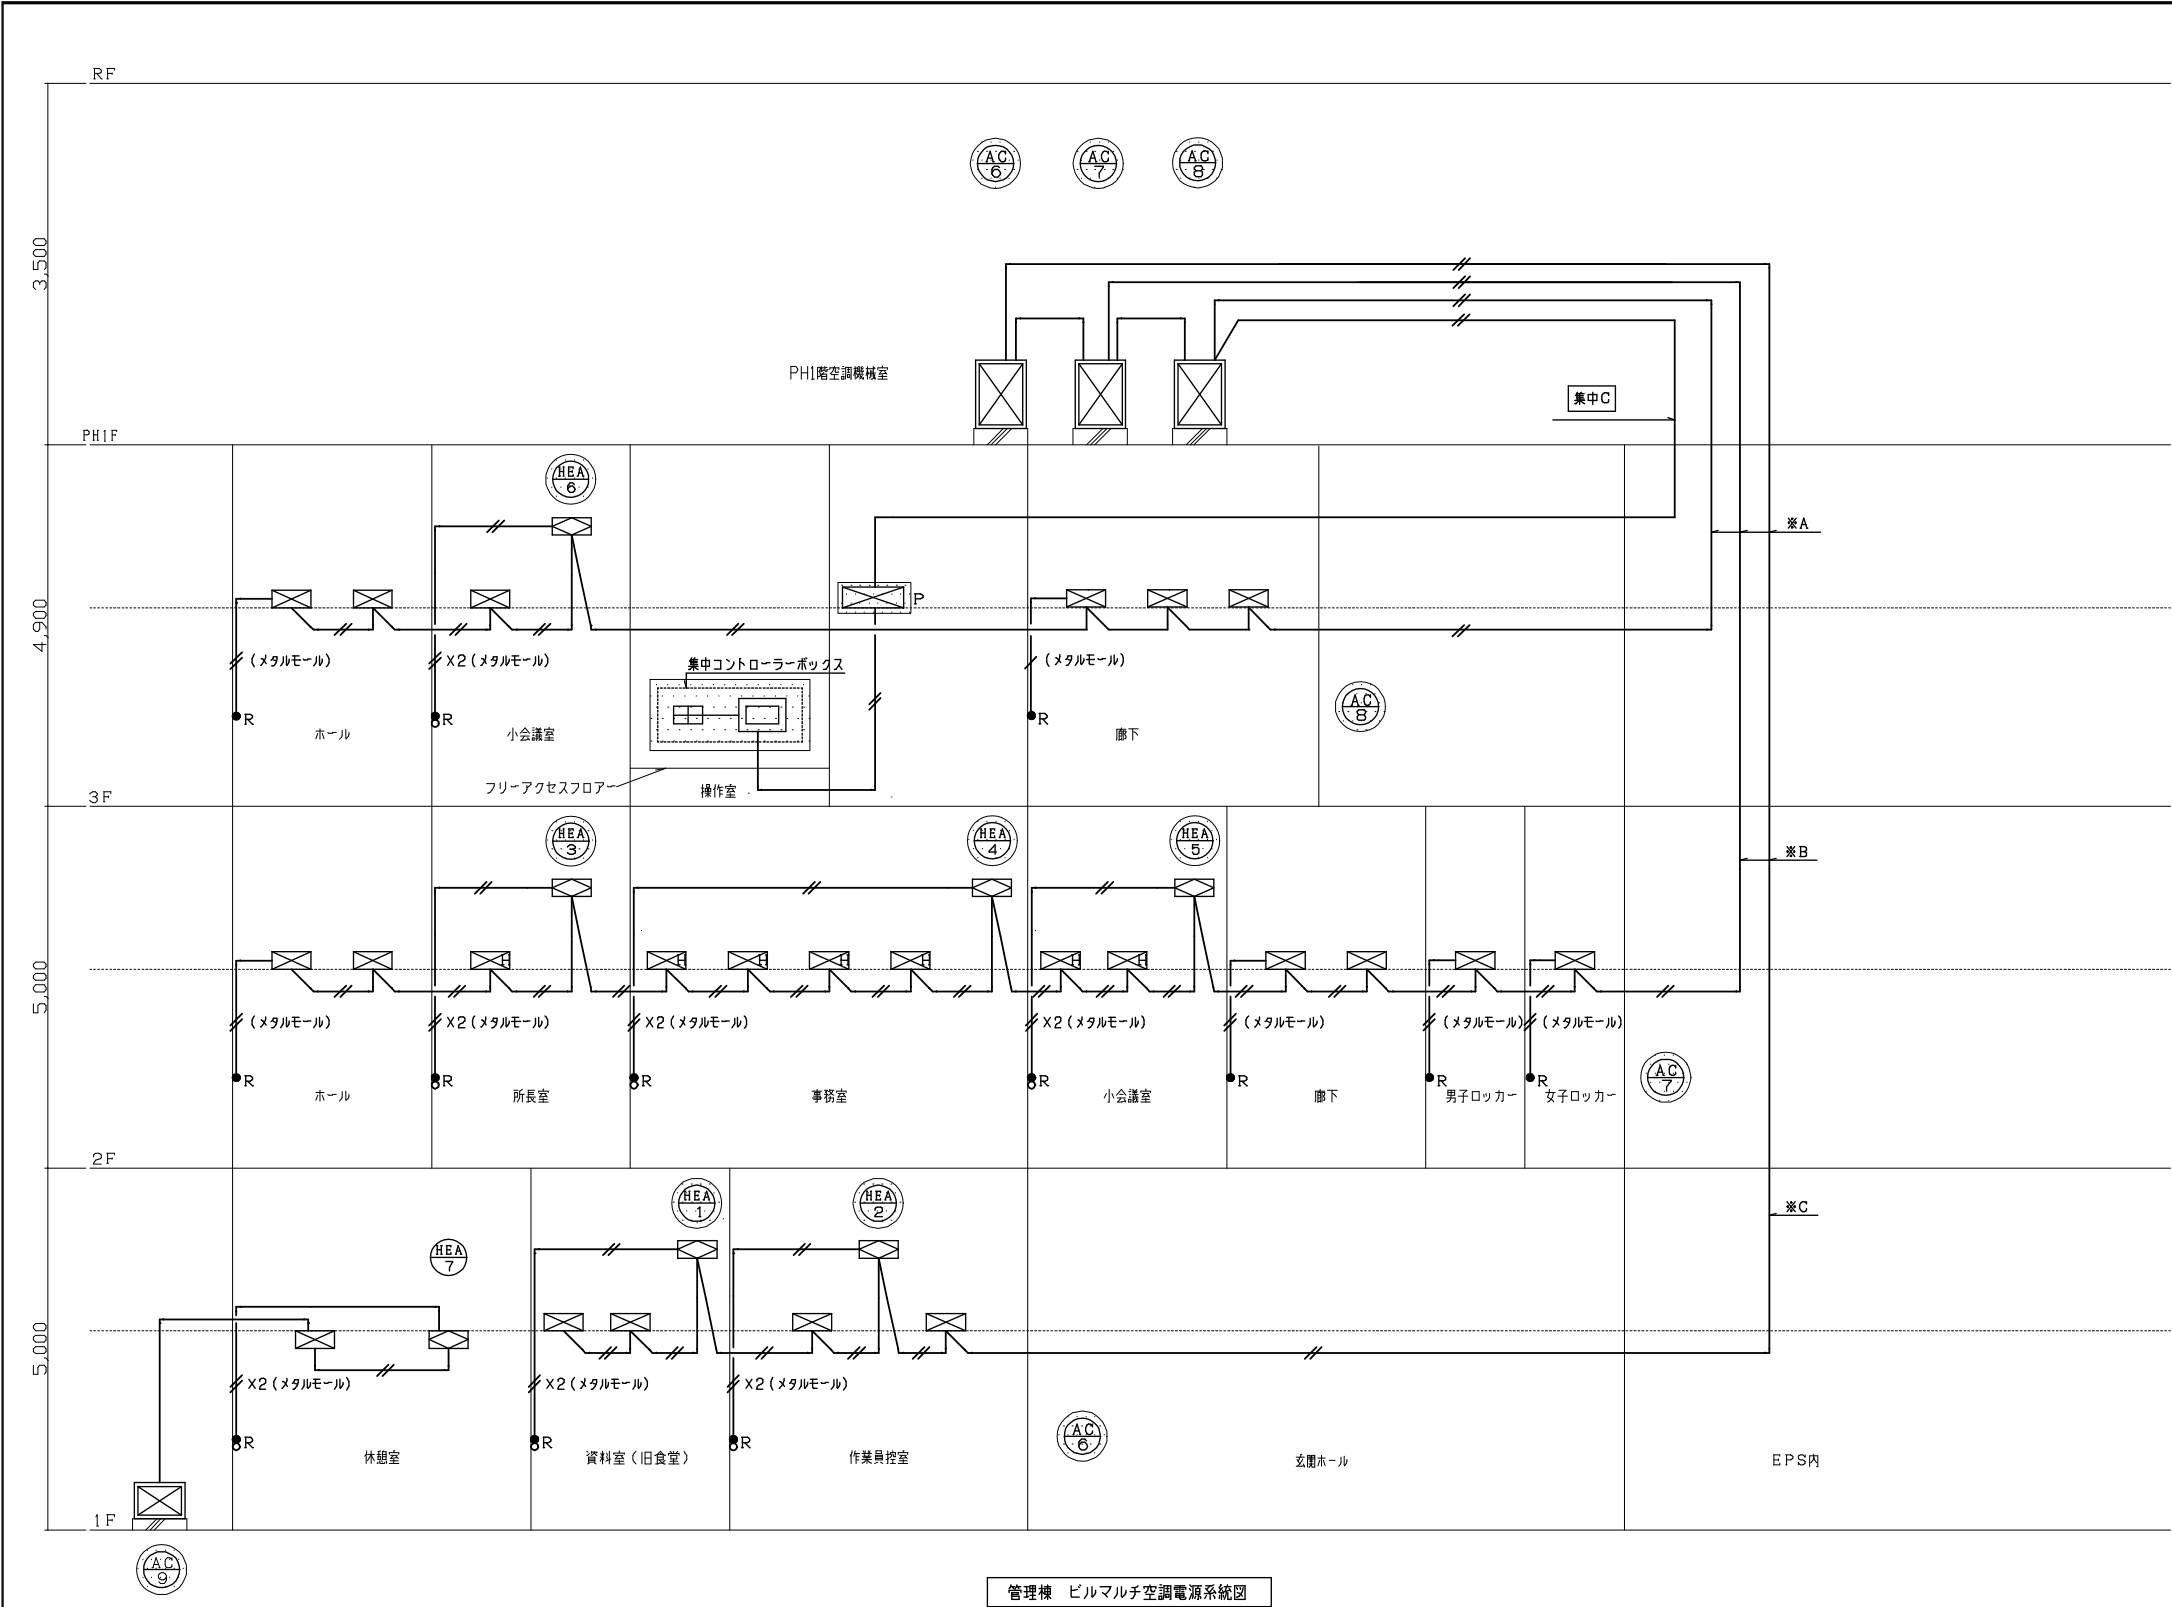 RF
AC
6
AC
7
AC
8
3,500
PH1階空調機械室
集中C
PH1F
HEA
6
※A
P
4,900
(メタルモール)
X2(メタルモール)
集中コントローラーボックス
(メタルモール)
AC
8
R
R
R
ホール
小会議室
廊下
フリーアクセスフロアー
操作室
3F
HEA
3
HEA
4
HEA
5
※B
H
H
H
H
H
H
H
5,000
(メタルモール)
X2(メタルモール)
X2(メタルモール)
X2(メタルモール)
(メタルモール)
(メタルモール)
(メタルモール)
AC
7
R
R
R
R
R
R
R
ホール
所長室
事務室
小会議室
廊下
男子ロッカー
女子ロッカー
2F
HEA
1
HEA
2
※C
HEA
7
5,000
X2(メタルモール)
X2(メタルモール)
X2(メタルモール)
AC
6
R
R
R
休憩室
資料室(旧食堂)
作業員控室
玄関ホール
EPS内
1F
AC
9
管理棟 ビルマルチ空調電源系統図